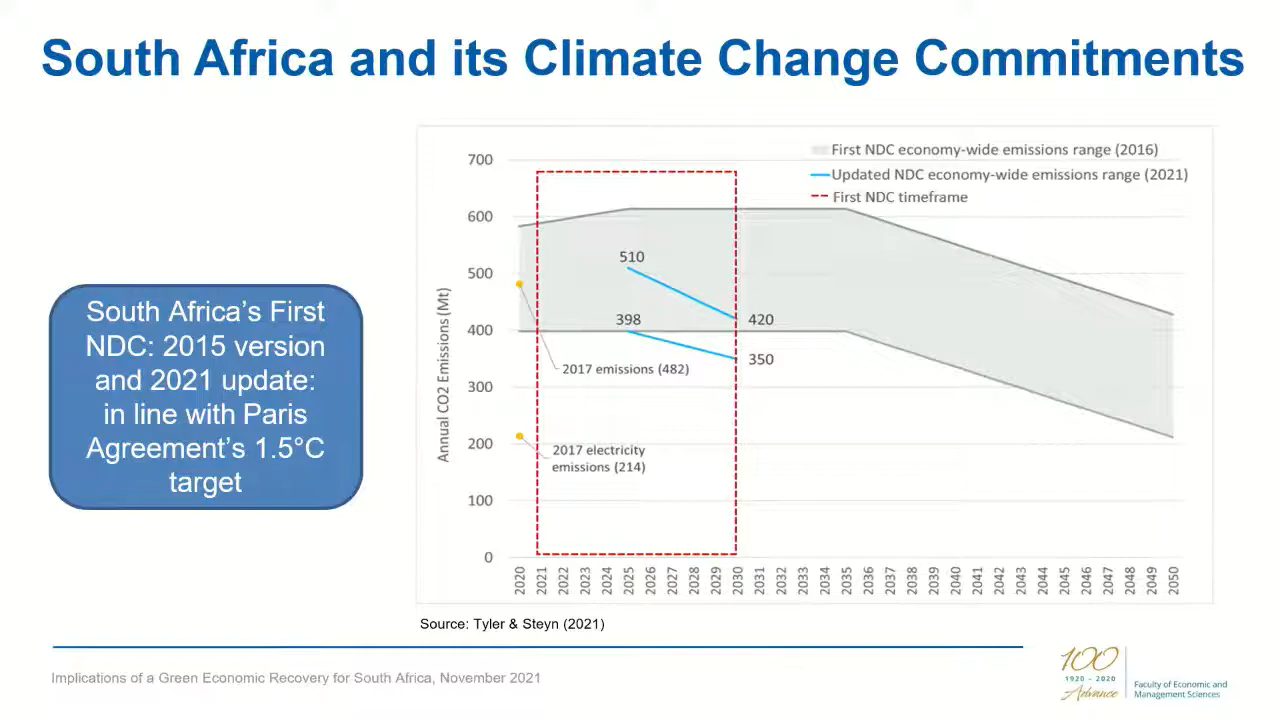 South Africa and its Climate Change Commitments
South Africa's First
NDC: 2015 version
and 2021 update:
in line with Paris
Agreement's 1.5°C
target
First NDC economy-wide emissions range (2016)
Updated NDC economy-wide emissions range (2021)
First NDC timeframe
Annual CO2 Emissions (Mt)
700
600
500
400
300
200
100
0
510
398
420
350
2017 emissions (482)
2017 electricity
emissions (214)
2020 2021 2022 2023 2024 2025 2026 2027 2028 2029 2030 2031 2032 2033 2034 2035 2036 2037 2038 2039 2040 2041 2042 2043 2044 2045 2046 2047 2048 2049 2050
Source: Tyler & Steyn (2021)
Implications of a Green Economic Recovery for South Africa, November 2021
100
1920 - 2020
Advance
Faculty of Economic and
Management Sciences